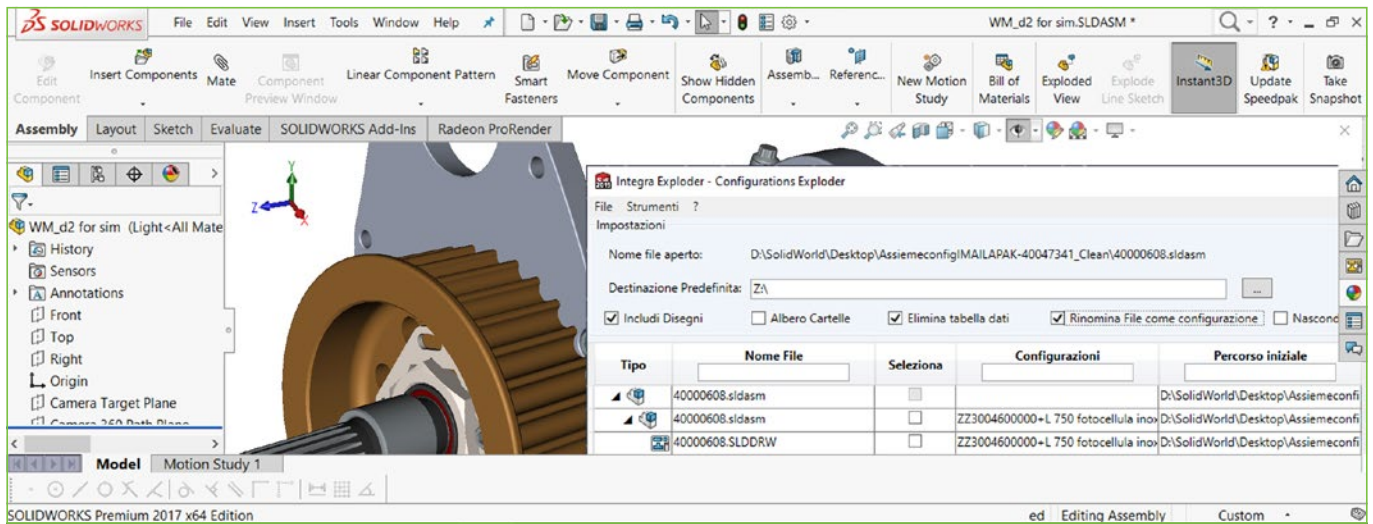 SOLIDWORKS File Edit View Insert Tools Window Help WM_d2 for sim.SLDASM * ?
Edit Component
Insert Components
Mate
Component Preview Window
Linear Component Pattern
Smart Fasteners
Move Component
Show Hidden Components
Assemb...
Referenc...
New Motion Study
Bill of Materials
Exploded View
Explode Line Sketch
Instant3D
Update Speedpak
Take Snapshot
Assembly Layout Sketch Evaluate SOLIDWORKS Add-Ins Radeon ProRender
WM_d2 for sim (Light<All Mate
History
Sensors
Annotations
Front
Top
Right
Origin
Camera Target Plane
Camera 360 Path Plane
Y
Z
X
Integra Exploder - Configurations Exploder
File Strumenti ?
Impostazioni
Nome file aperto: D:\SolidWorld\Desktop\AssiemeconfigIMAILAPAK-40047341_Clean\40000608.sldasm
Destinazione Predefinita: Z:\ ...
Includi Disegni Albero Cartelle Elimina tabella dati Rinomina File come configurazione Nascond
Tipo Nome File Seleziona Configurazioni Percorso iniziale
40000608.sldasm D:\SolidWorld\Desktop\Assiemeconfi
40000608.sldasm ZZ3004600000+L 750 fotocellula inox D:\SolidWorld\Desktop\Assiemeconfi
40000608.SLDDRW ZZ3004600000+L 750 fotocellula inox D:\SolidWorld\Desktop\Assiemeconfi
Model Motion Study 1
SOLIDWORKS Premium 2017 x64 Edition ed Editing Assembly Custom